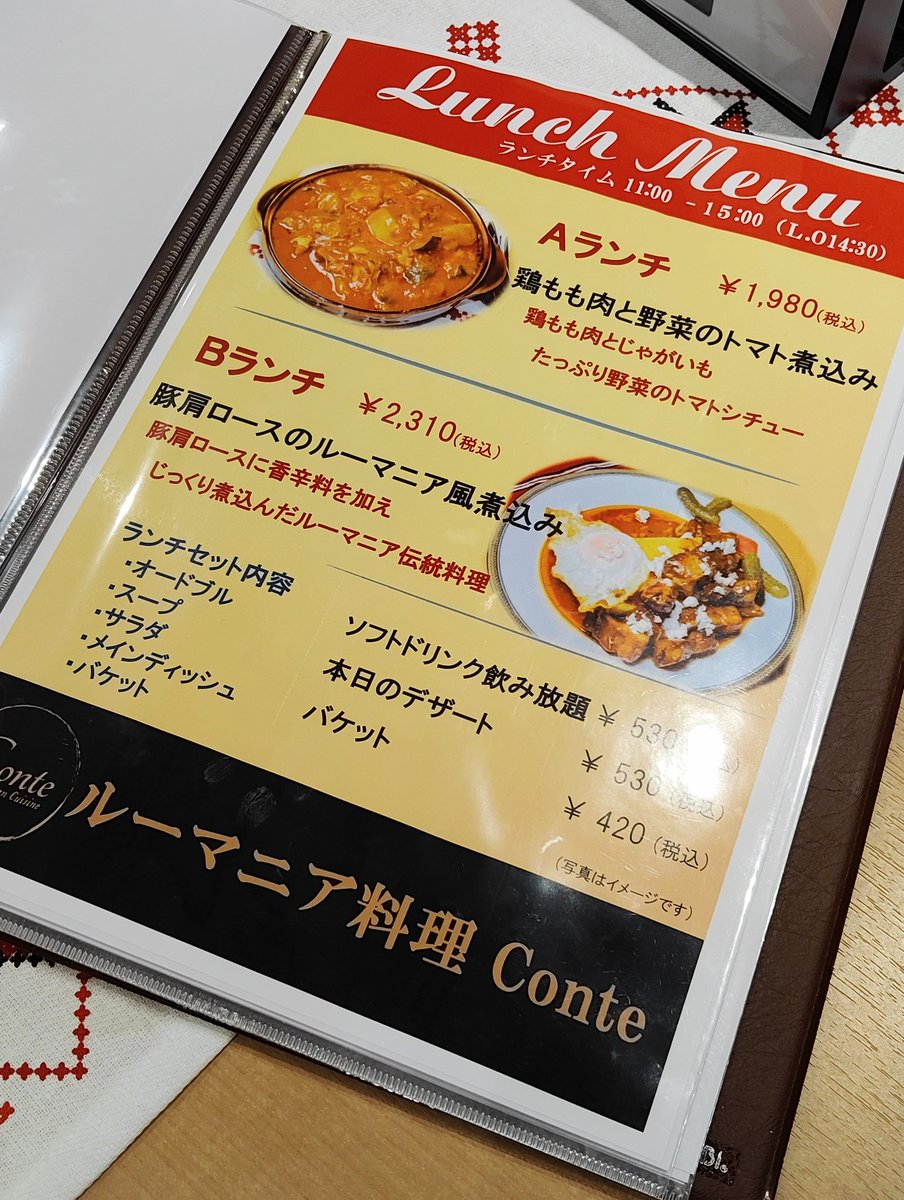 Lunch Menu
ランチタイム 11:00 - 15:00 (L.O14:30)
Aランチ
¥1,980(税込)
鶏もも肉と野菜のトマト煮込み
鶏もも肉とじゃがいも
たっぷり野菜のトマトシチュー
Bランチ
¥2,310(税込)
豚肩ロースのルーマニア風煮込み
豚肩ロースに香辛料を加え
じっくり煮込んだルーマニア伝統料理
ランチセット内容
・オードブル
・スープ
・サラダ
・メインディッシュ
・バケット
ソフトドリンク飲み放題 ¥ 530
本日のデザート ¥ 530 (税込)
バケット ¥ 420 (税込)
(写真はイメージです)
Conte
Cuisine
ルーマニア料理 Conte